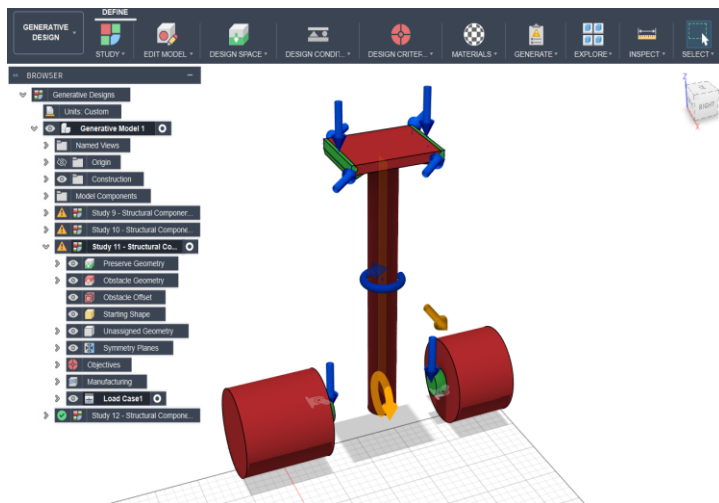 DEFINE
GENERATIVE
DESIGN
STUDY
EDIT MODEL
DESIGN SPACE
DESIGN CONDIT...
DESIGN CRITER...
MATERIALS
GENERATE
EXPLORE
INSPECT
SELECT
BROWSER
Generative Designs
Units: Custom
Generative Model 1
Named Views
Origin
Construction
Model Components
Study 9 - Structural Componer...
Study 10 - Structural Compone...
Study 11 - Structural Co...
Preserve Geometry
Obstacle Geometry
Obstacle Offset
Starting Shape
Unassigned Geometry
Symmetry Planes
Objectives
Manufacturing
Load Case1
Study 12 - Structural Compone...
Z
RIGHT